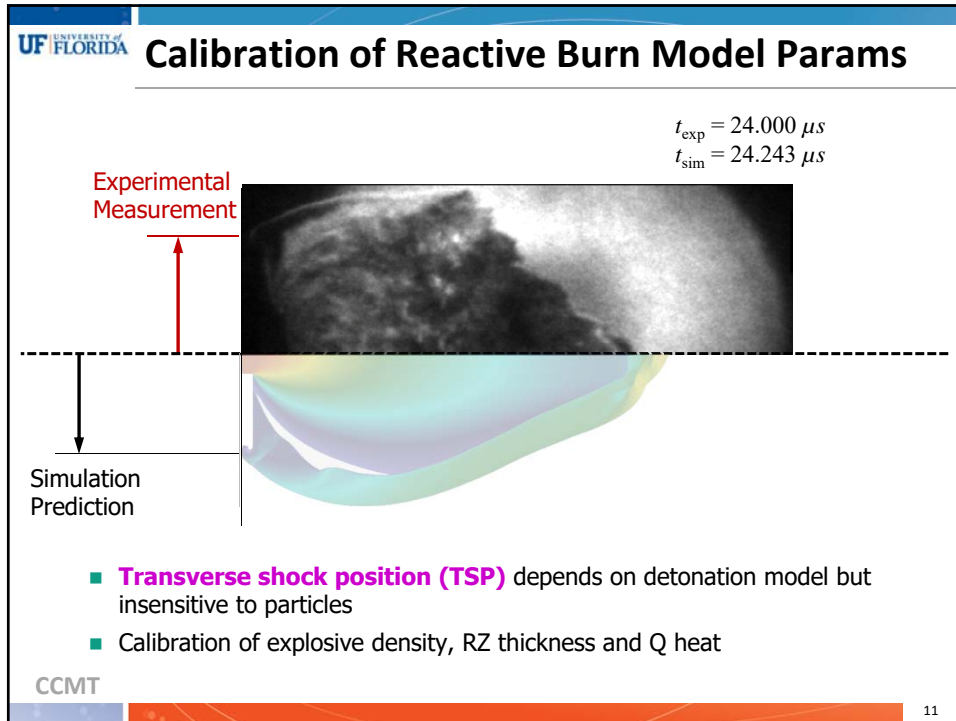 UF UNIVERSITY of FLORIDA
Calibration of Reactive Burn Model Params
t_exp = 24.000 µs
t_sim = 24.243 µs
Experimental
Measurement
Simulation
Prediction
Transverse shock position (TSP) depends on detonation model but
insensitive to particles
Calibration of explosive density, RZ thickness and Q heat
CCMT
11